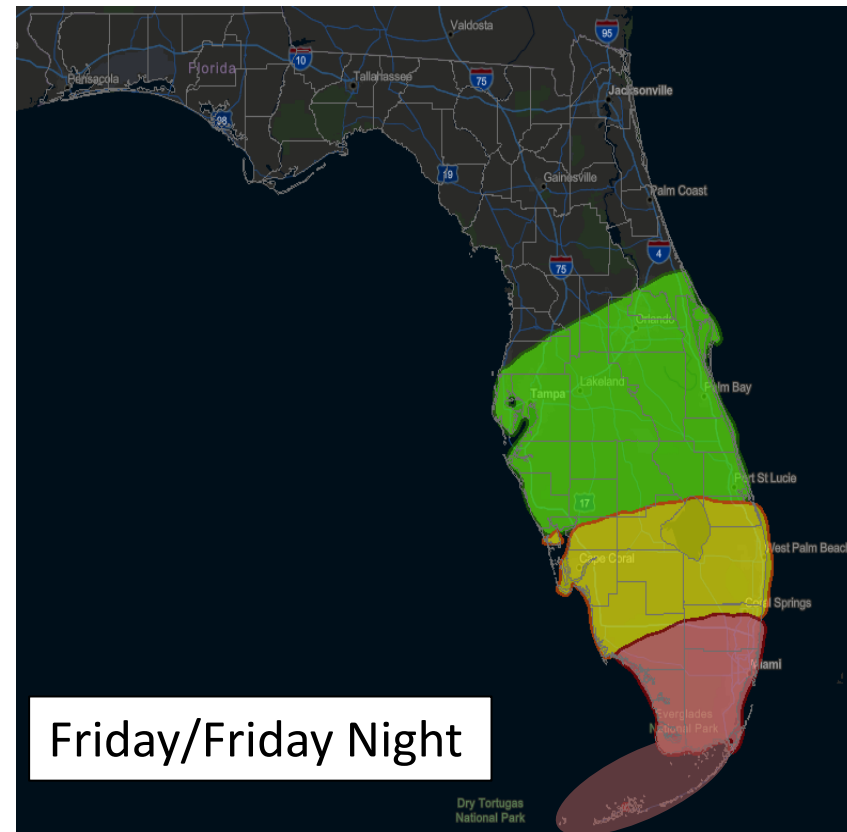 Valdosta
95
Florida
10
Pensacola
Tallahassee
75
Jacksonville
98
19
Gainesville
Palm Coast
75
4
Orlando
Lakeland
Tampa
Palm Bay
Port St Lucie
17
West Palm Beach
Cape Coral
Coral Springs
Miami
Everglades
National Park
Friday/Friday Night
Dry Tortugas
National Park